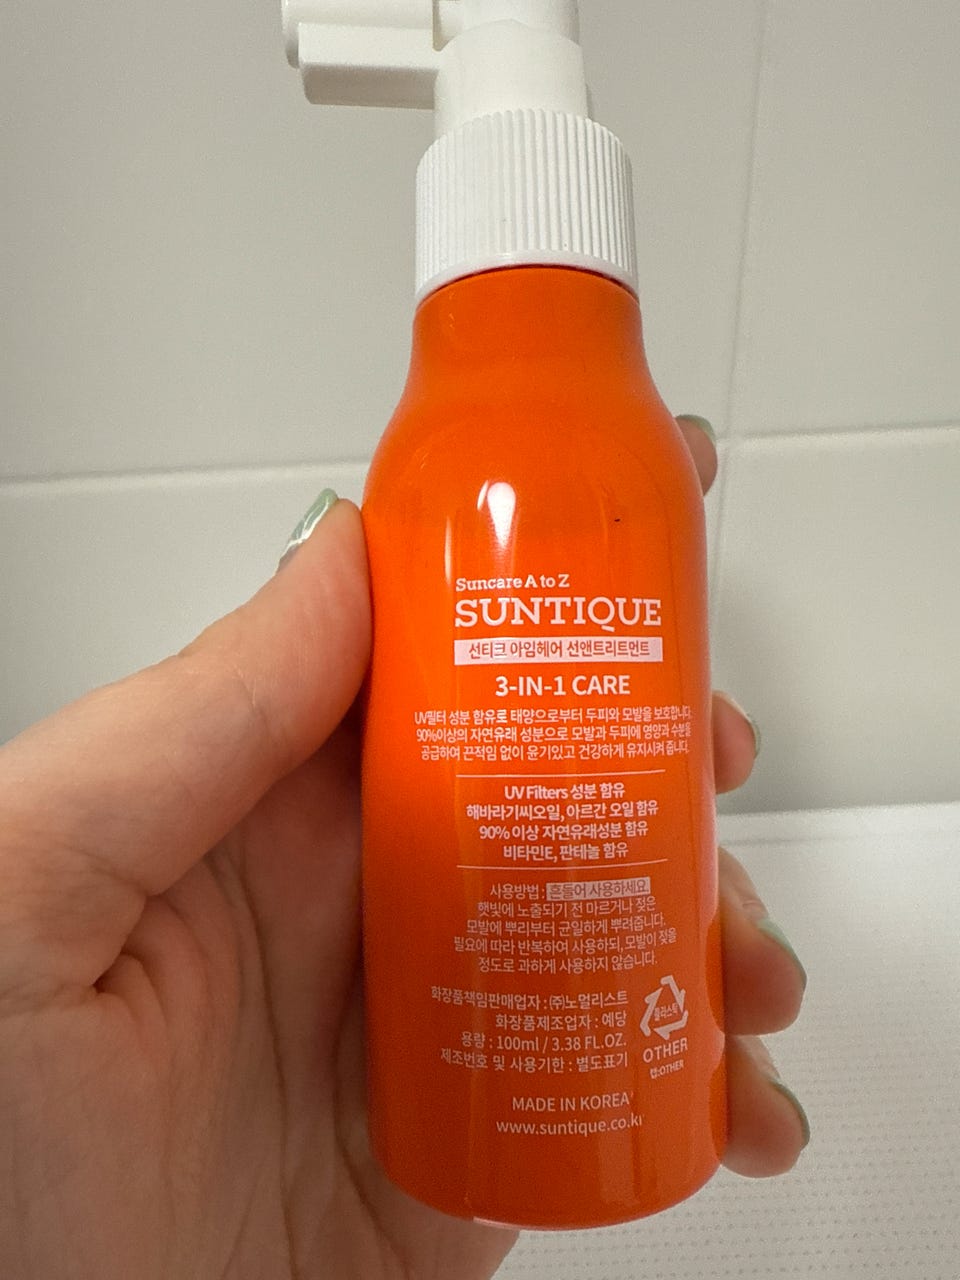 Suncare A to Z
SUNTIQUE
선티크 아임헤어 선앤트리트먼트
3-IN-1 CARE
UV필터 성분 함유로 태양으로부터 두피와 모발을 보호합니다.
90%이상의 자연유래 성분으로 모발과 두피에 영양과 수분을
공급하여 끈적임 없이 윤기있고 건강하게 유지시켜 줍니다.
UV Filters 성분 함유
해바라기씨오일, 아르간 오일 함유
90% 이상 자연유래성분 함유
비타민E, 판테놀 함유
사용방법 : 흔들어 사용하세요.
햇빛에 노출되기 전 마르거나 젖은
모발에 뿌리부터 균일하게 뿌려줍니다.
필요에 따라 반복하여 사용하되, 모발이 젖을
정도로 과하게 사용하지 않습니다.
화장품책임판매업자 : ㈜노멀리스트
화장품제조업자 : 예당
용량 : 100ml / 3.38 FL.OZ.
제조번호 및 사용기한 : 별도표기
플라스틱
OTHER
캡:OTHER
MADE IN KOREA
www.suntique.co.kr